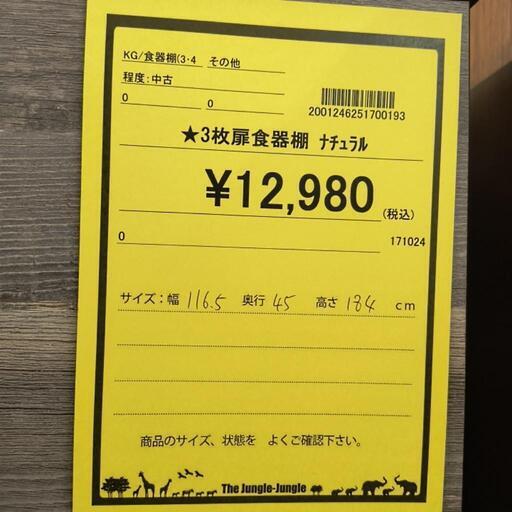 KG/食器棚(3·4 その他
程度:中古
0 0
2001246251700193
★3枚扉食器棚 ﾅﾁｭﾗﾙ
¥12,980(税込)
0 171024
サイズ:幅 116.5 奥行 45 高さ 184 cm
商品のサイズ、状態を よくご確認下さい。
The Jungle-Jungle